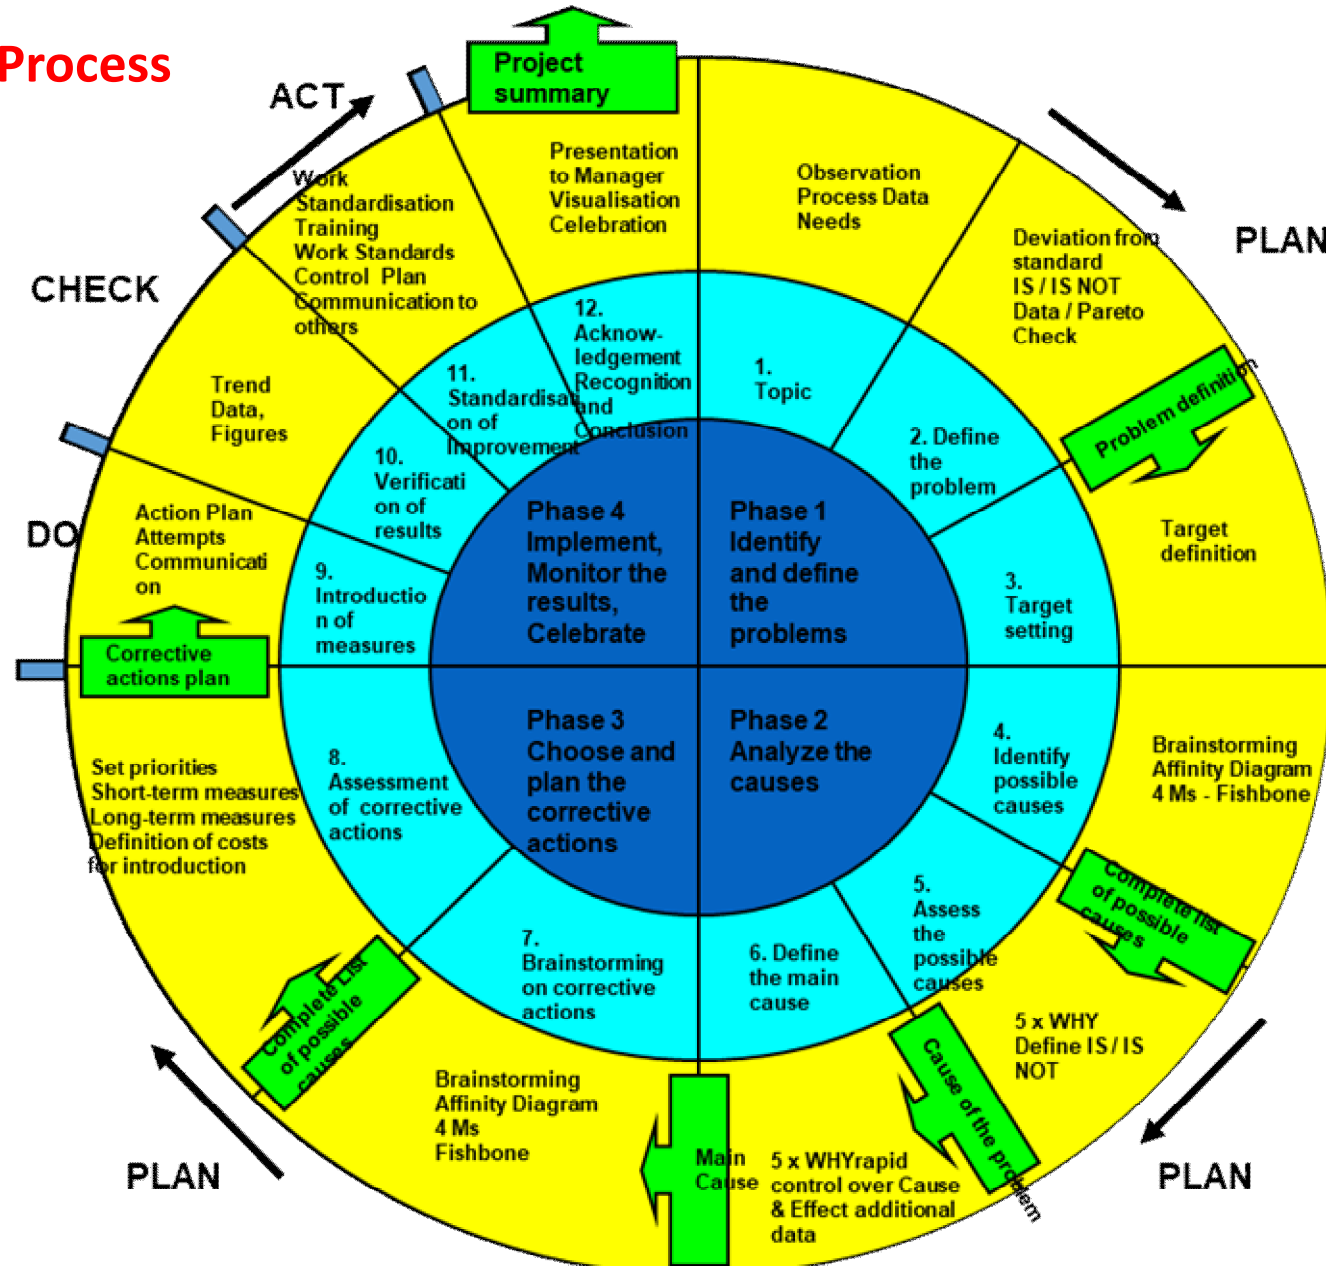 Process
ACT
Project
summary
Presentation
to Manager
Visualisation
Celebration
Observation
Process Data
Needs
PLAN
Deviation from
standard
IS / IS NOT
Data / Pareto
Check
Problem definition
Target
definition
Work
Standardisation
Training
Work Standards
Control Plan
Communication to
others
CHECK
Trend
Data,
Figures
DO
Action Plan
Attempts
Communicati
on
Corrective
actions plan
12.
Acknow-
ledgement
Recognition
and
Conclusion
1.
Topic
11.
Standardisati
on of
Improvement
2. Define
the
problem
10.
Verificati
on of
results
3.
Target
setting
9.
Introductio
n of
measures
Phase 4
Implement,
Monitor the
results,
Celebrate
Phase 1
Identify
and define
the
problems
Phase 3
Choose and
plan the
corrective
actions
Phase 2
Analyze the
causes
4.
Identify
possible
causes
Brainstorming
Affinity Diagram
4 Ms - Fishbone
8.
Assessment
of corrective
actions
Set priorities
Short-term measures
Long-term measures
Definition of costs
for introduction
Complete list
of possible
causes
5.
Assess
the
possible
causes
5 x WHY
Define IS / IS
NOT
PLAN
6. Define
the main
cause
Cause of the problem
5 x WHYrapid
control over Cause
& Effect additional
data
Main
Cause
7.
Brainstorming
on corrective
actions
Brainstorming
Affinity Diagram
4 Ms
Fishbone
Complete List
of possible
causes
PLAN